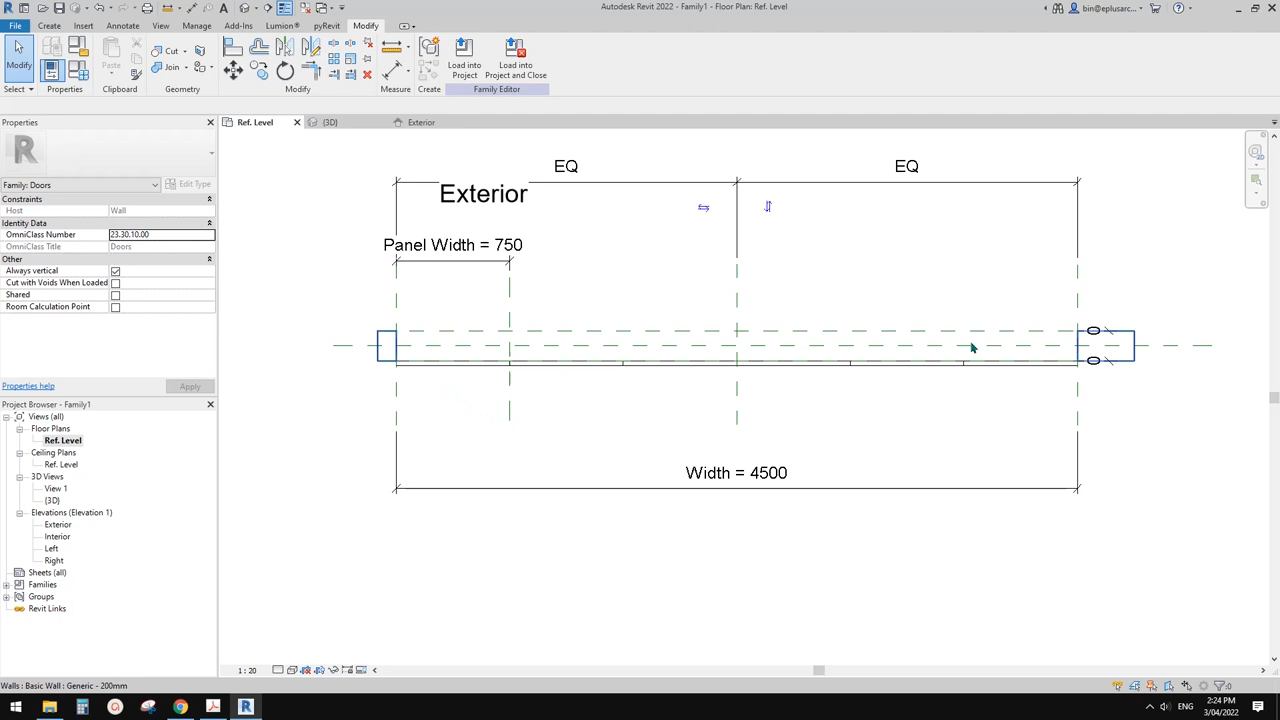 Autodesk Revit 2022 - Family1 - Floor Plan: Ref. Level
bin@eplusarc...
File
Create
Insert
Annotate
View
Manage
Add-Ins
Lumion®
pyRevit
Modify
Modify
Paste
Cut
Join
Load into
Project
Load into
Project and Close
Select
Properties
Clipboard
Geometry
Modify
Measure
Create
Family Editor
Properties
Ref. Level
{3D}
Exterior
Family: Doors
Edit Type
Constraints
Host
Wall
Identity Data
OmniClass Number
23.30.10.00
OmniClass Title
Doors
Other
Always vertical
Cut with Voids When Loaded
Shared
Room Calculation Point
Properties help
Apply
Project Browser - Family1
Views (all)
Floor Plans
Ref. Level
Ceiling Plans
Ref. Level
3D Views
View 1
{3D}
Elevations (Elevation 1)
Exterior
Interior
Left
Right
Sheets (all)
Families
Groups
Revit Links
EQ
EQ
Exterior
Panel Width = 750
Width = 4500
1 : 20
Walls : Basic Wall : Generic - 200mm
:0
ENG
2:24 PM
3/04/2022